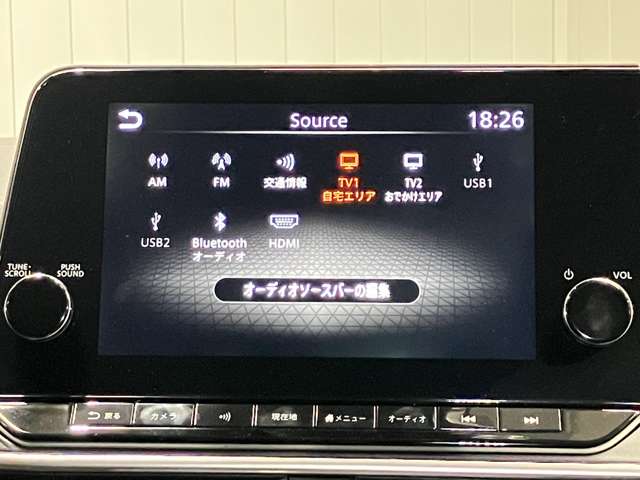 Source
18:26
AM
FM
交通情報
TV1
自宅エリア
TV2
おでかけエリア
USB1
USB2
Bluetooth
オーディオ
HDMI
オーディオソースバーの編集
TUNE・
SCROLL
PUSH
SOUND
VOL
戻る
カメラ
現在地
メニュー
オーディオ